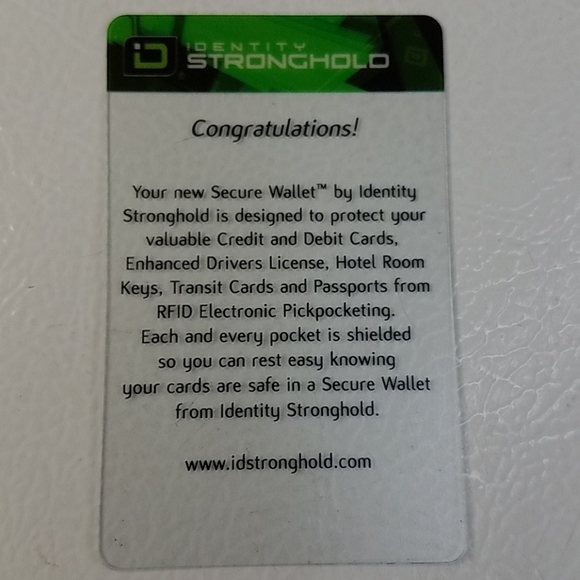 iD IDENTITY
STRONGHOLD
Congratulations!
Your new Secure Wallet™ by Identity
Stronghold is designed to protect your
valuable Credit and Debit Cards,
Enhanced Drivers License, Hotel Room
Keys, Transit Cards and Passports from
RFID Electronic Pickpocketing.
Each and every pocket is shielded
so you can rest easy knowing
your cards are safe in a Secure Wallet
from Identity Stronghold.
www.idstronghold.com